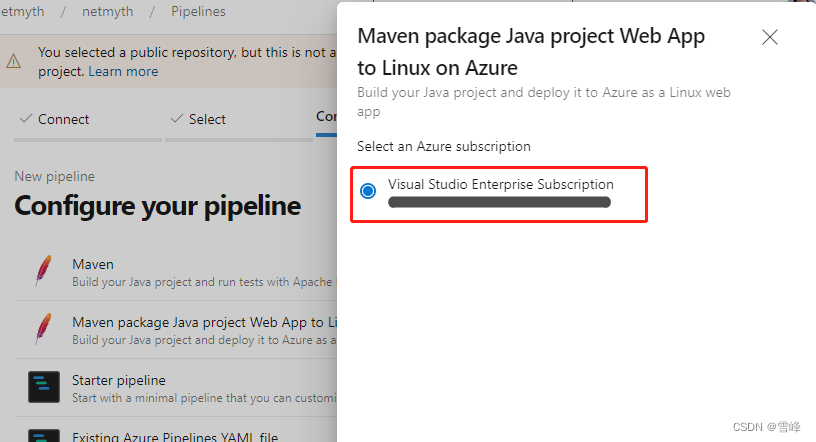 netmyth / netmyth / Pipelines
You selected a public repository, but this is not a
project. Learn more
Connect
Select
Co
New pipeline
Configure your pipeline
Maven
Build your Java project and run tests with Apache
Maven package Java project Web App to Li
Build your Java project and deploy it to Azure as a
Starter pipeline
Start with a minimal pipeline that you can customi
Existing Azure Pipelines YAML file
Maven package Java project Web App
to Linux on Azure
Build your Java project and deploy it to Azure as a Linux web
app
Select an Azure subscription
Visual Studio Enterprise Subscription
CSDN @雪峰